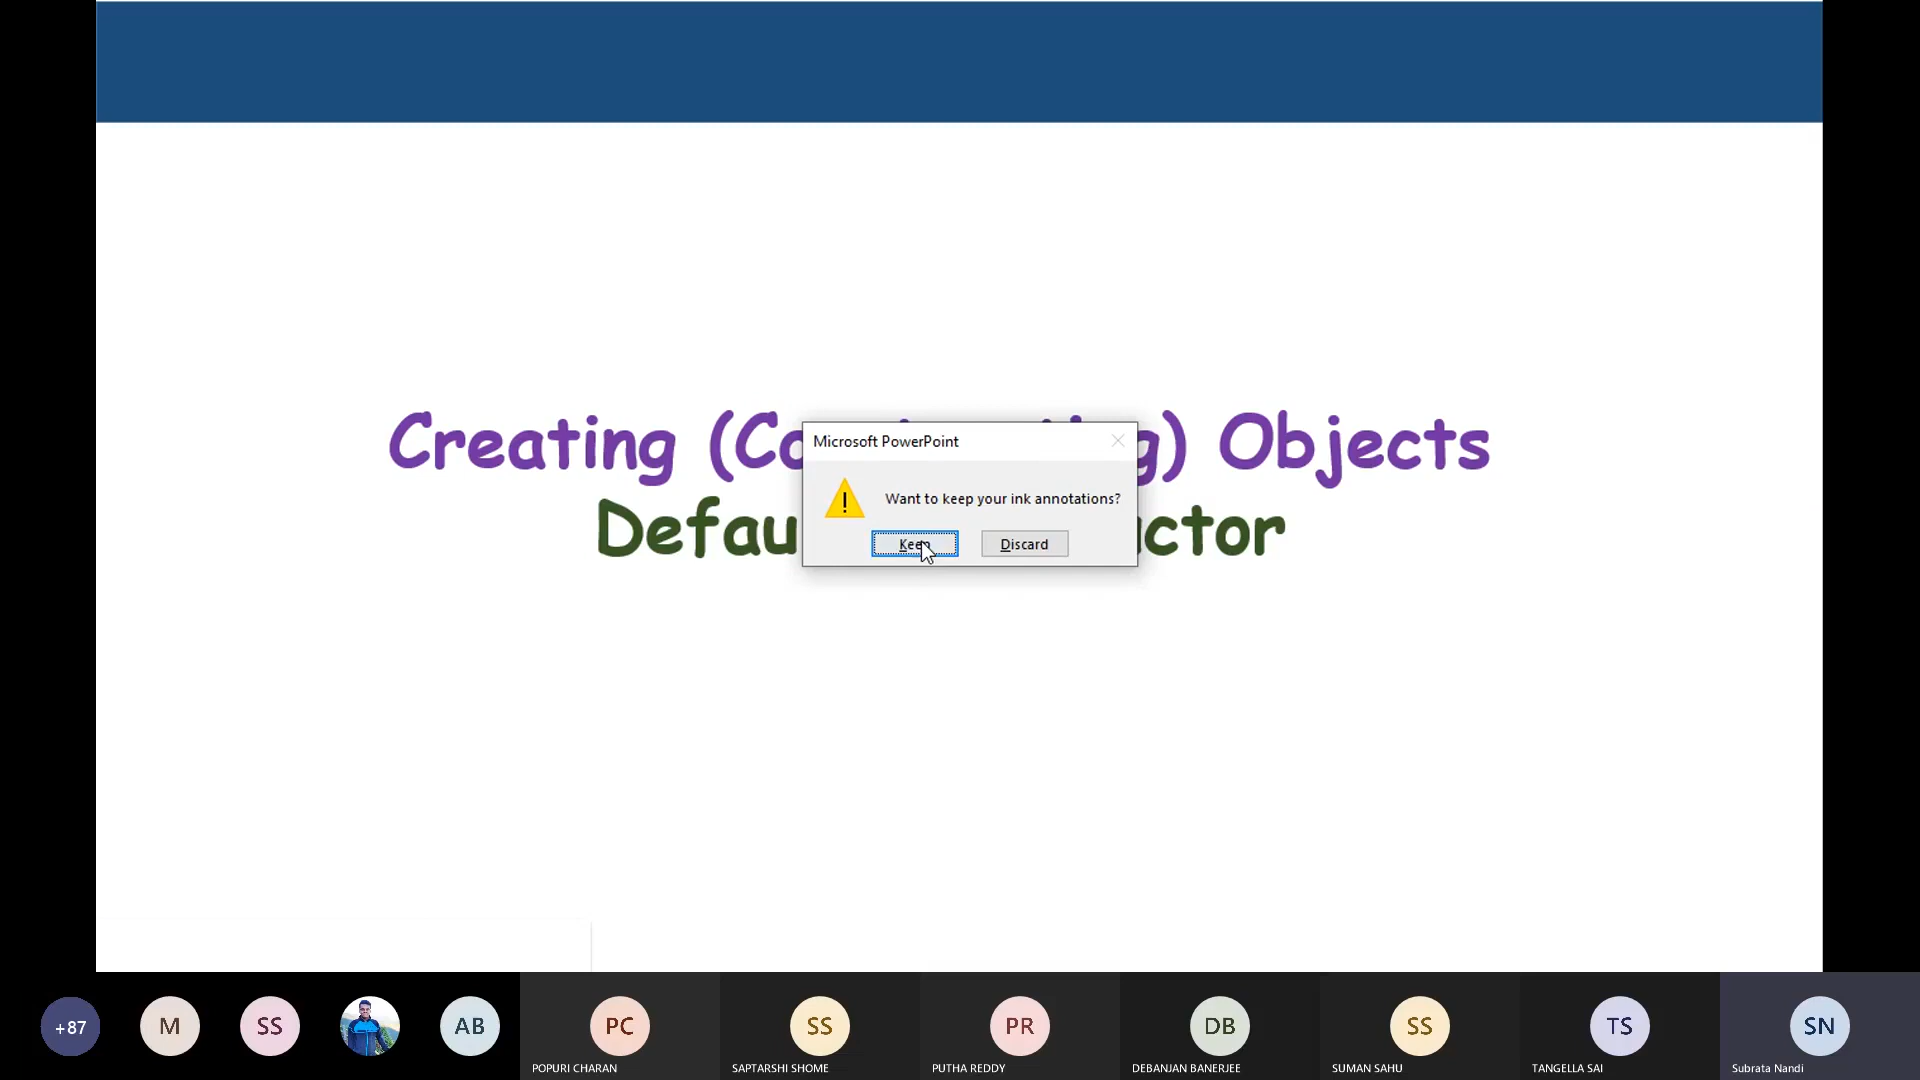 Creating (Co g) Objects
Defau ctor
Microsoft PowerPoint
Want to keep your ink annotations?
Keep
Discard
+87
M
SS
AB
PC
SS
PR
DB
SS
TS
SN
POPURI CHARAN
SAPTARSHI SHOME
PUTHA REDDY
DEBANJAN BANERJEE
SUMAN SAHU
TANGELLA SAI
Subrata Nandi